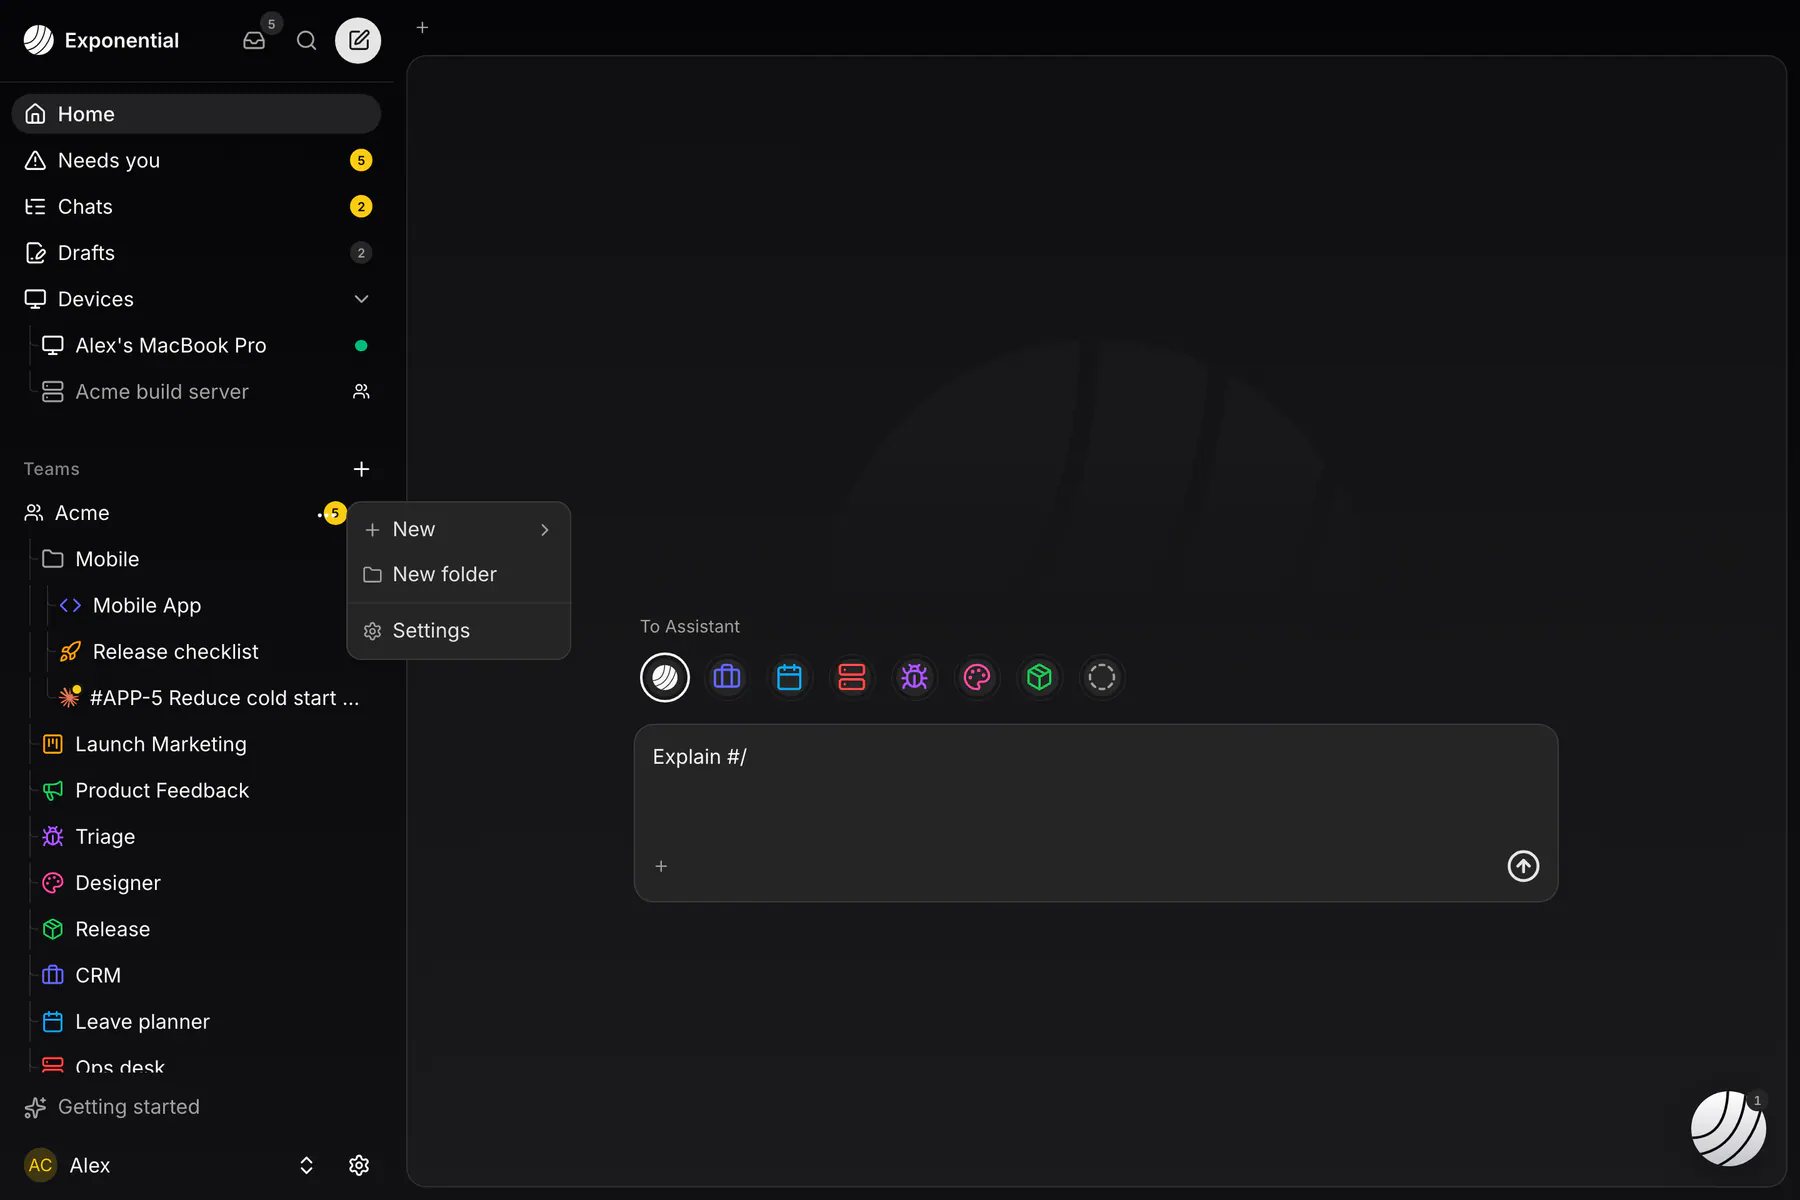 Exponential
5
Home
Needs you
5
Chats
2
Drafts
2
Devices
Alex's MacBook Pro
Acme build server
Teams
Acme
5
Mobile
Mobile App
Release checklist
#APP-5 Reduce cold start ...
Launch Marketing
Product Feedback
Triage
Designer
Release
CRM
Leave planner
Ops desk
Getting started
AC
Alex
New
New folder
Settings
To Assistant
Explain #/
1